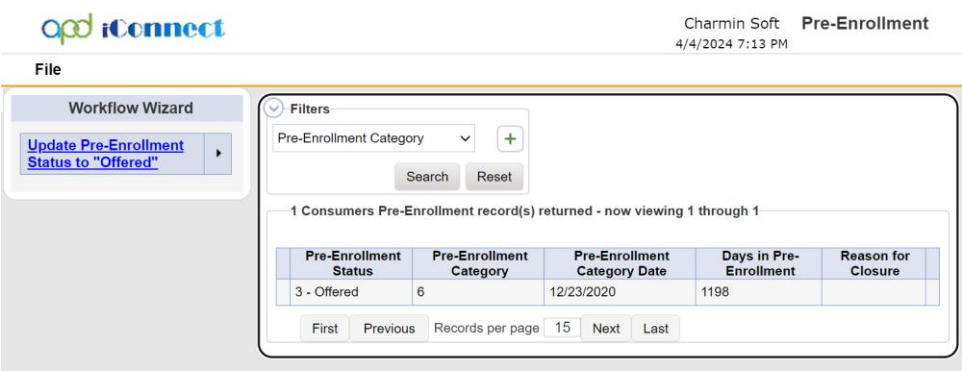 apd iConnect
Charmin Soft Pre-Enrollment
4/4/2024 7:13 PM
File
Workflow Wizard
Update Pre-Enrollment
Status to "Offered"
Filters
Pre-Enrollment Category
+
Search Reset
1 Consumers Pre-Enrollment record(s) returned - now viewing 1 through 1
Pre-Enrollment Status Pre-Enrollment Category Pre-Enrollment Category Date Days in Pre-Enrollment Reason for Closure
3 - Offered 6 12/23/2020 1198
First Previous Records per page 15 Next Last